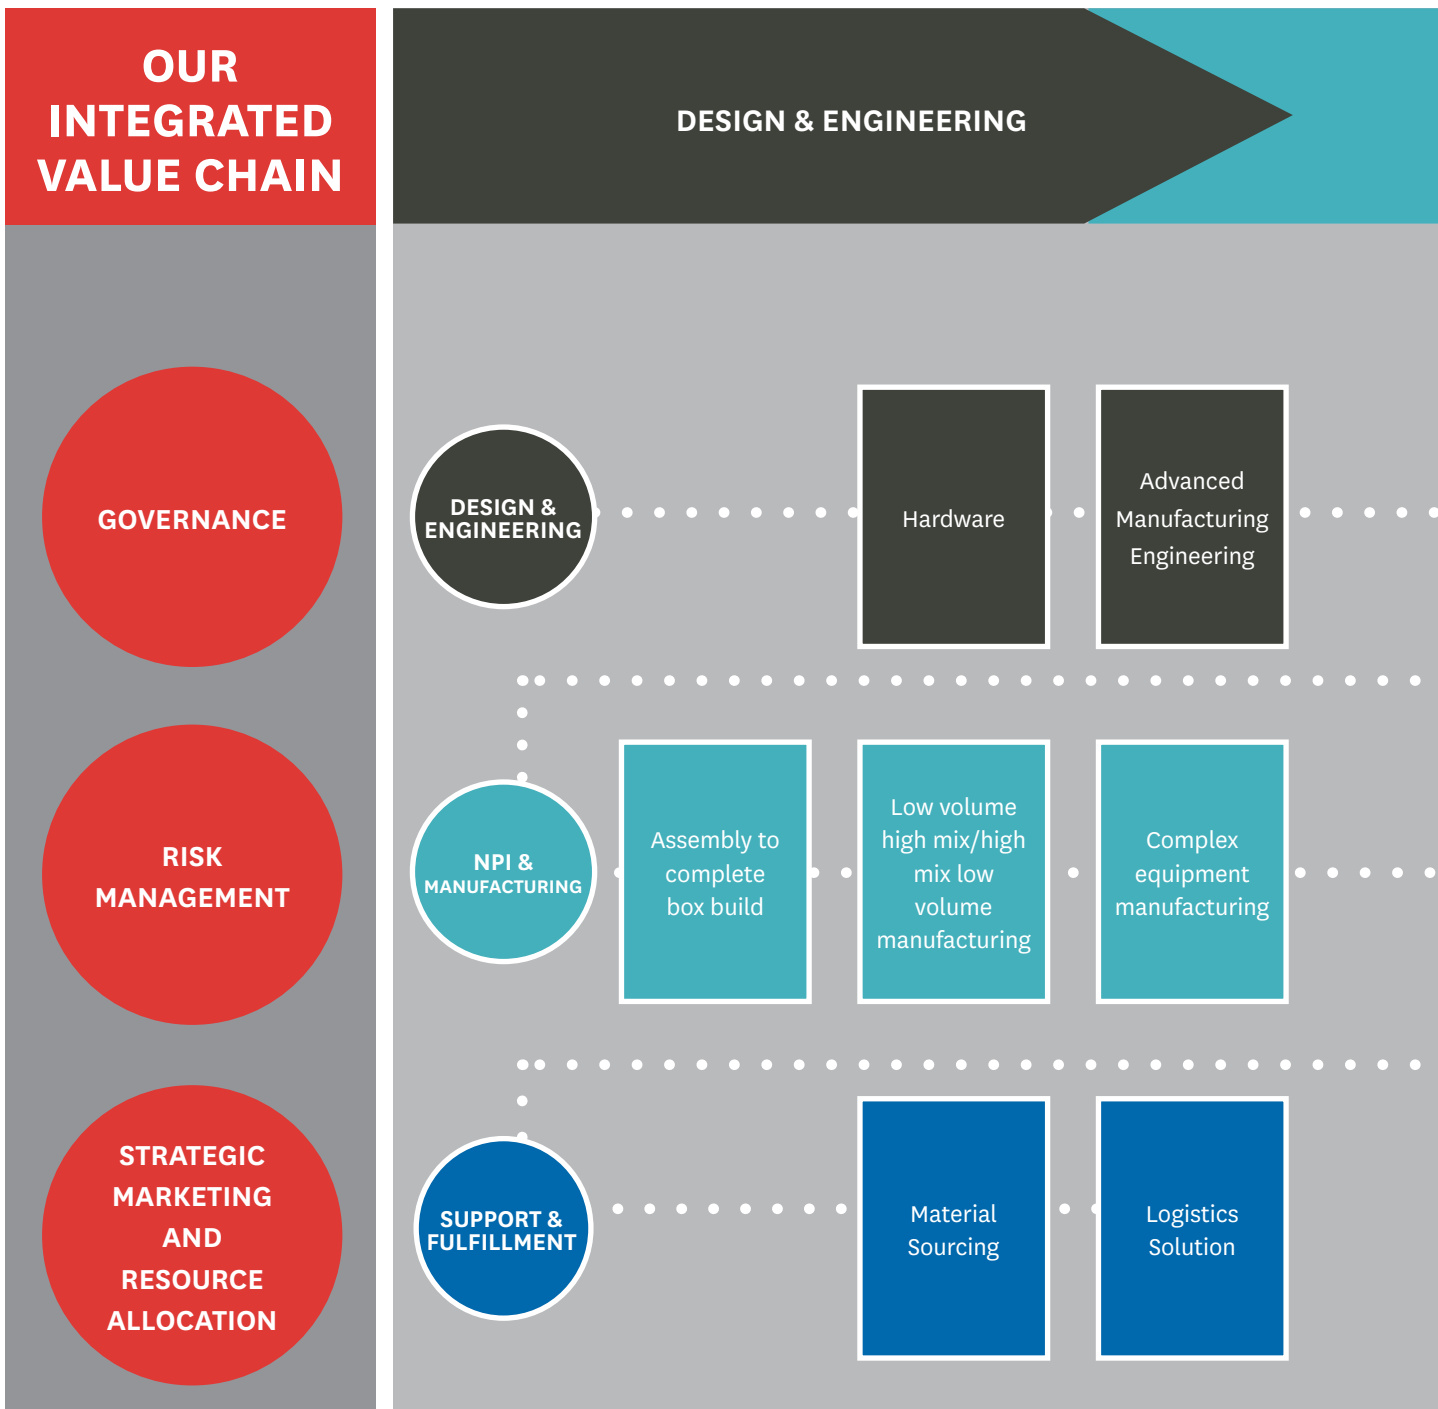 OUR
INTEGRATED
VALUE CHAIN
DESIGN & ENGINEERING
GOVERNANCE
DESIGN &
ENGINEERING
Hardware
Advanced
Manufacturing
Engineering
RISK
MANAGEMENT
NPI &
MANUFACTURING
Assembly to
complete
box build
Low volume
high mix/high
mix low
volume
manufacturing
Complex
equipment
manufacturing
STRATEGIC
MARKETING
AND
RESOURCE
ALLOCATION
SUPPORT &
FULFILLMENT
Material
Sourcing
Logistics
Solution